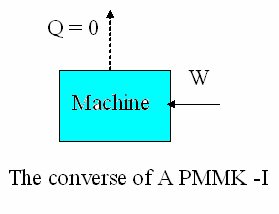 Q = 0
W
Machine
The converse of A PMMK -I